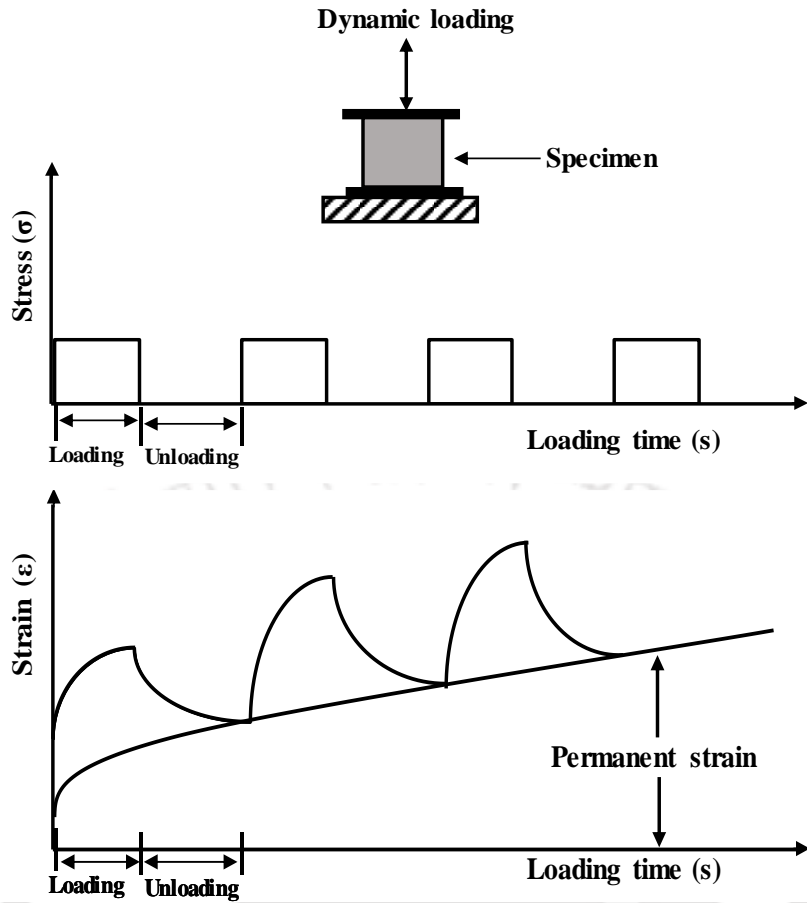 Dynamic loading
Specimen
Stress (σ)
Loading
Unloading
Loading time (s)
Strain (ε)
Permanent strain
Loading
Unloading
Loading time (s)